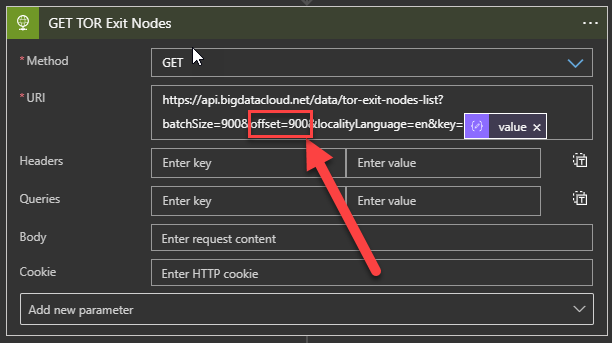 GET TOR Exit Nodes ...
* Method GET
* URI https://api.bigdatacloud.net/data/tor-exit-nodes-list?
batchSize=900&offset=900&localityLanguage=en&key= value ×
Headers Enter key Enter value
Queries Enter key Enter value
Body Enter request content
Cookie Enter HTTP cookie
Add new parameter